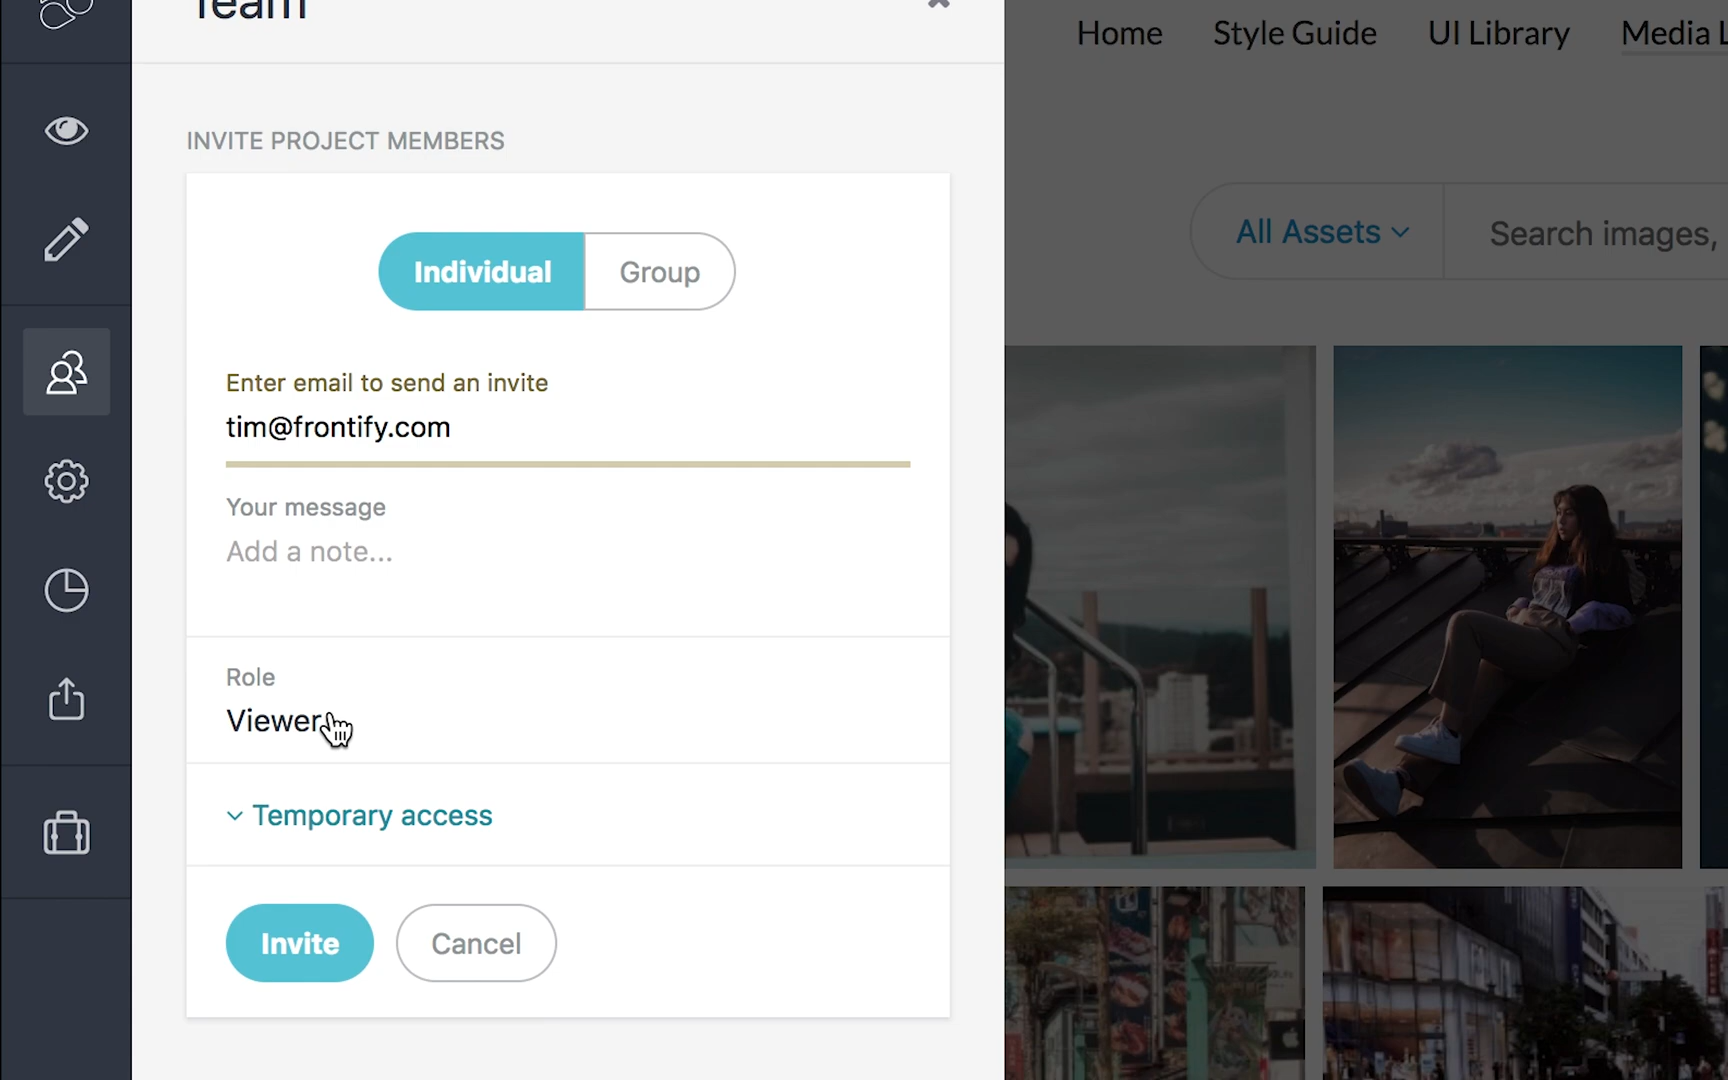 Team
Home Style Guide UI Library Media
INVITE PROJECT MEMBERS
All Assets Search images,
Individual Group
Enter email to send an invite
tim@frontify.com
Your message
Add a note...
Role
Viewer
Temporary access
Invite Cancel